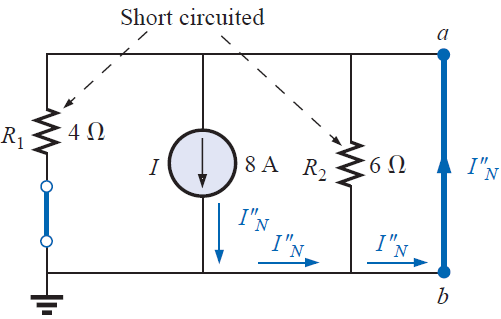 Short circuited
a
R₁ 4 Ω
I 8 A
R₂ 6 Ω
I″N
I″N
I″N
I″N
b